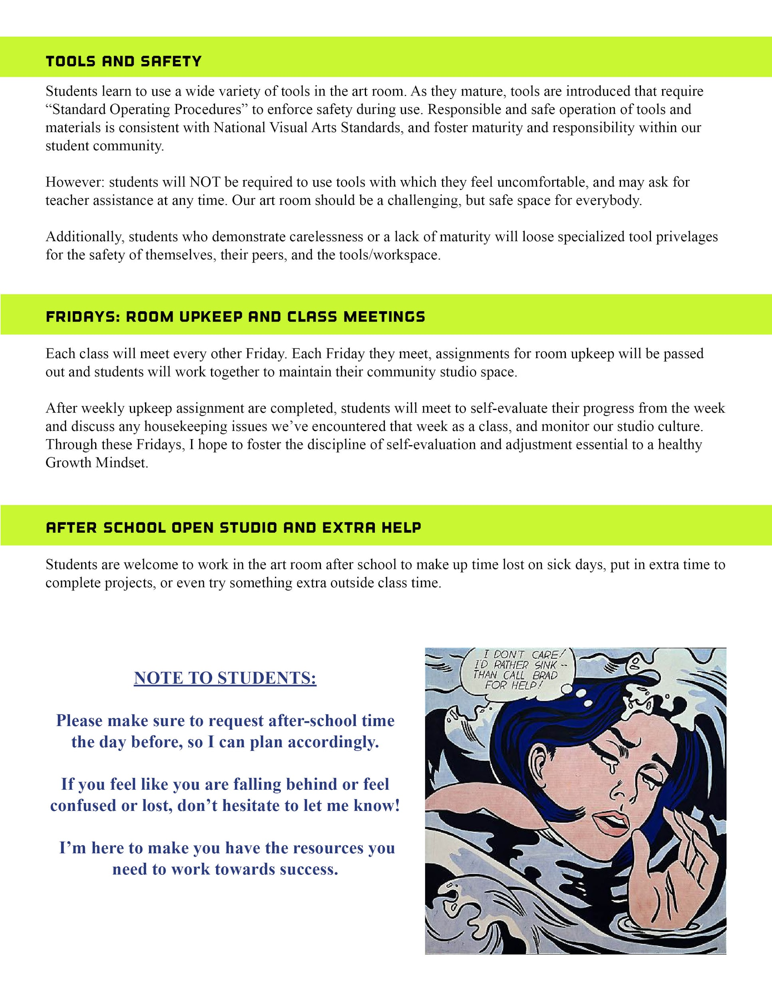 TOOLS AND SAFETY
Students learn to use a wide variety of tools in the art room. As they mature, tools are introduced that require
“Standard Operating Procedures” to enforce safety during use. Responsible and safe operation of tools and
materials is consistent with National Visual Arts Standards, and foster maturity and responsibility within our
student community.
However: students will NOT be required to use tools with which they feel uncomfortable, and may ask for
teacher assistance at any time. Our art room should be a challenging, but safe space for everybody.
Additionally, students who demonstrate carelessness or a lack of maturity will loose specialized tool privelages
for the safety of themselves, their peers, and the tools/workspace.
FRIDAYS: ROOM UPKEEP AND CLASS MEETINGS
Each class will meet every other Friday. Each Friday they meet, assignments for room upkeep will be passed
out and students will work together to maintain their community studio space.
After weekly upkeep assignment are completed, students will meet to self-evaluate their progress from the week
and discuss any housekeeping issues we’ve encountered that week as a class, and monitor our studio culture.
Through these Fridays, I hope to foster the discipline of self-evaluation and adjustment essential to a healthy
Growth Mindset.
AFTER SCHOOL OPEN STUDIO AND EXTRA HELP
Students are welcome to work in the art room after school to make up time lost on sick days, put in extra time to
complete projects, or even try something extra outside class time.
NOTE TO STUDENTS:
Please make sure to request after-school time
the day before, so I can plan accordingly.
If you feel like you are falling behind or feel
confused or lost, don’t hesitate to let me know!
I’m here to make you have the resources you
need to work towards success.
I DON'T CARE!
I'D RATHER SINK --
THAN CALL BRAD
FOR HELP!